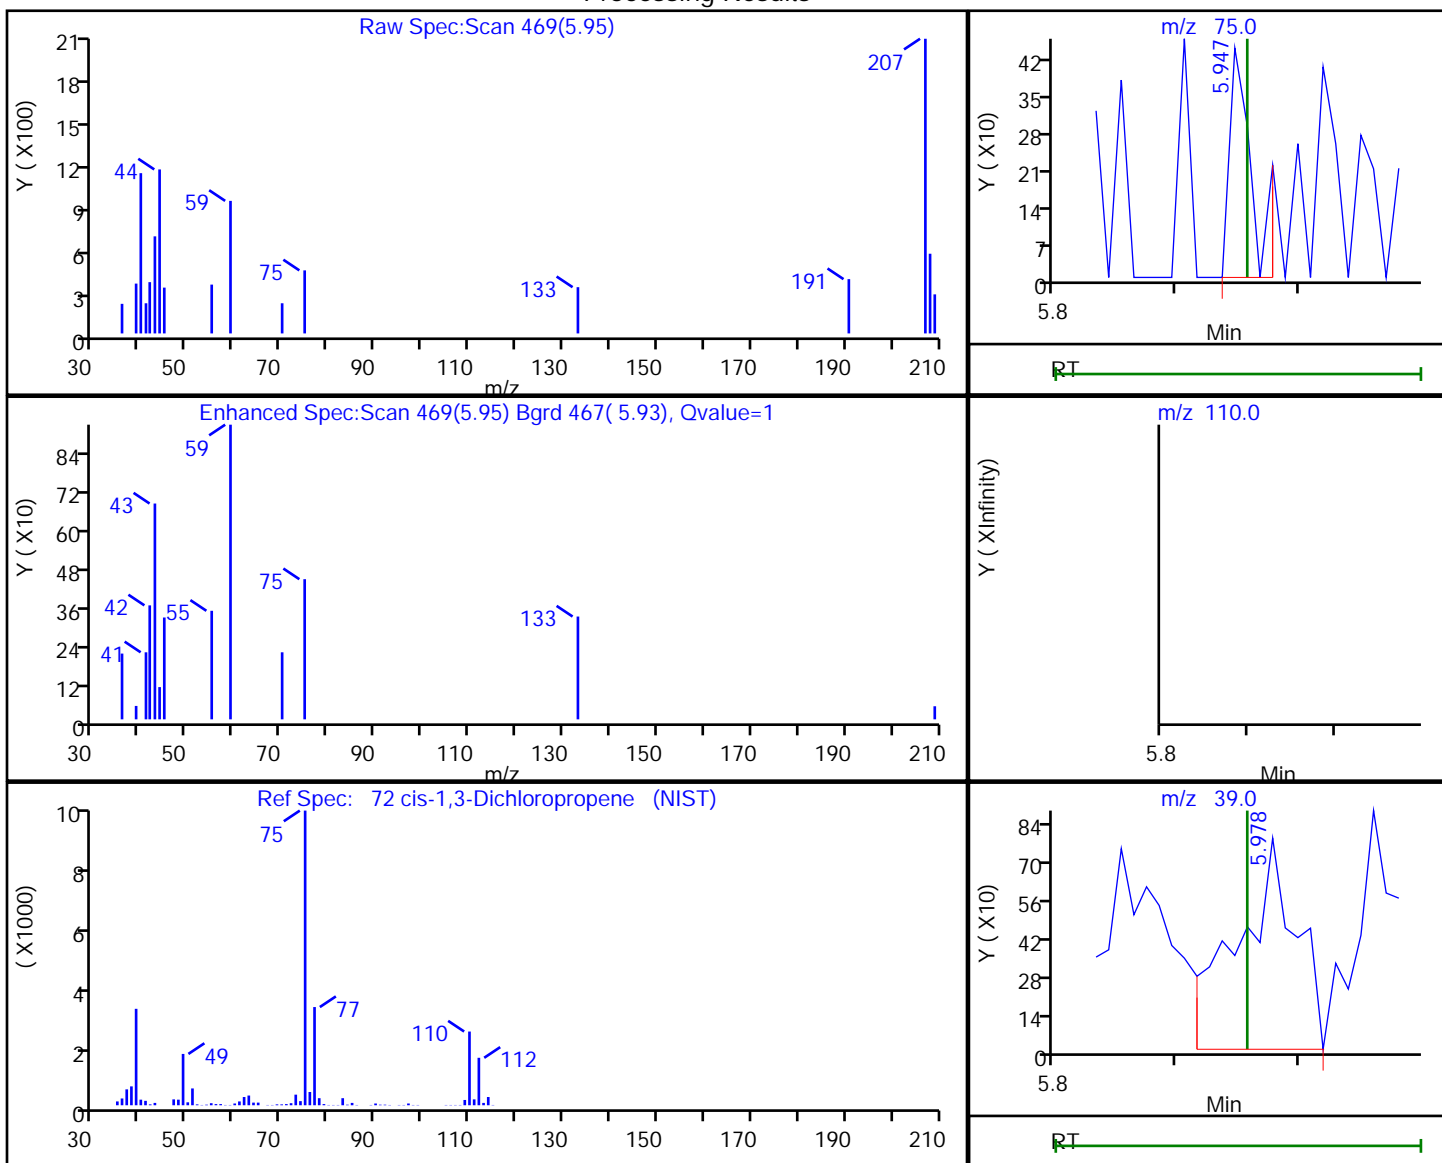 Processing Results
Raw Spec:Scan 469(5.95)
Y ( X100)
21
18
15
12
9
6
3
0
207
44
59
75
133
191
30 50 70 90 110 130 150 170 190 210
m/z
m/z 75.0
Y ( X10)
42
35
28
21
14
7
0
5.947
5.8
Min
RT
Enhanced Spec:Scan 469(5.95) Bgrd 467( 5.93), Qvalue=1
Y ( X10)
84
72
60
48
36
24
12
0
59
43
42
41
55
75
133
30 50 70 90 110 130 150 170 190 210
m/z
m/z 110.0
Y ( XInfinity)
5.8
Min
Ref Spec: 72 cis-1,3-Dichloropropene (NIST)
( X1000)
10
8
6
4
2
0
75
77
49
110
112
30 50 70 90 110 130 150 170 190 210
m/z 39.0
Y ( X10)
84
70
56
42
28
14
0
5.978
5.8
Min
RT